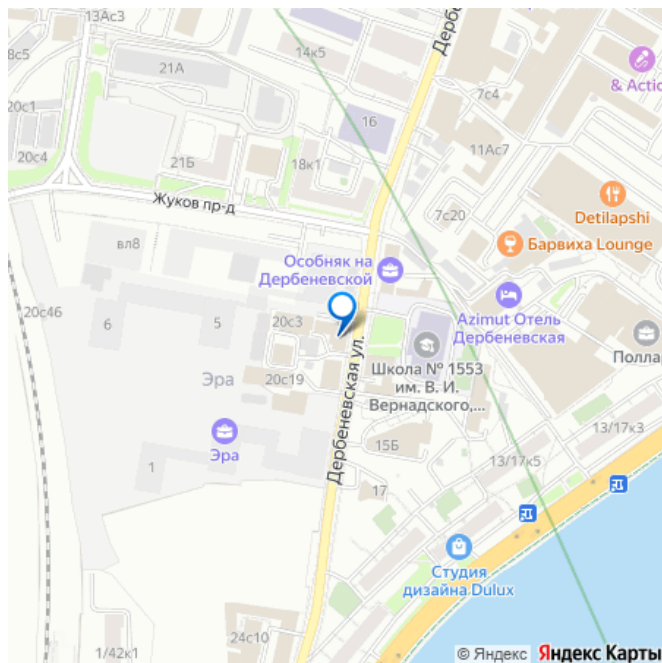 13Ас3
8с5
14к5
Дербе
21А
& Actio
7с4
20с1
16
11Ас7
20с4
21Б
18к1
Жуков пр-д
7с20
Detilapshi
вл8
Особняк на
Дербеневской
Барвиха Lounge
20с46
6
5
20с3
Azimut Отель
Дербеневская
Эра
20с19
Дербеневская ул.
Школа № 1553
им. В. И.
Вернадского,...
Поллар
Эра
1
15Б
13/17к3
13/17к5
17
Студия
дизайна Dulux
24с10
1/42к1
© Яндекс Яндекс Карты